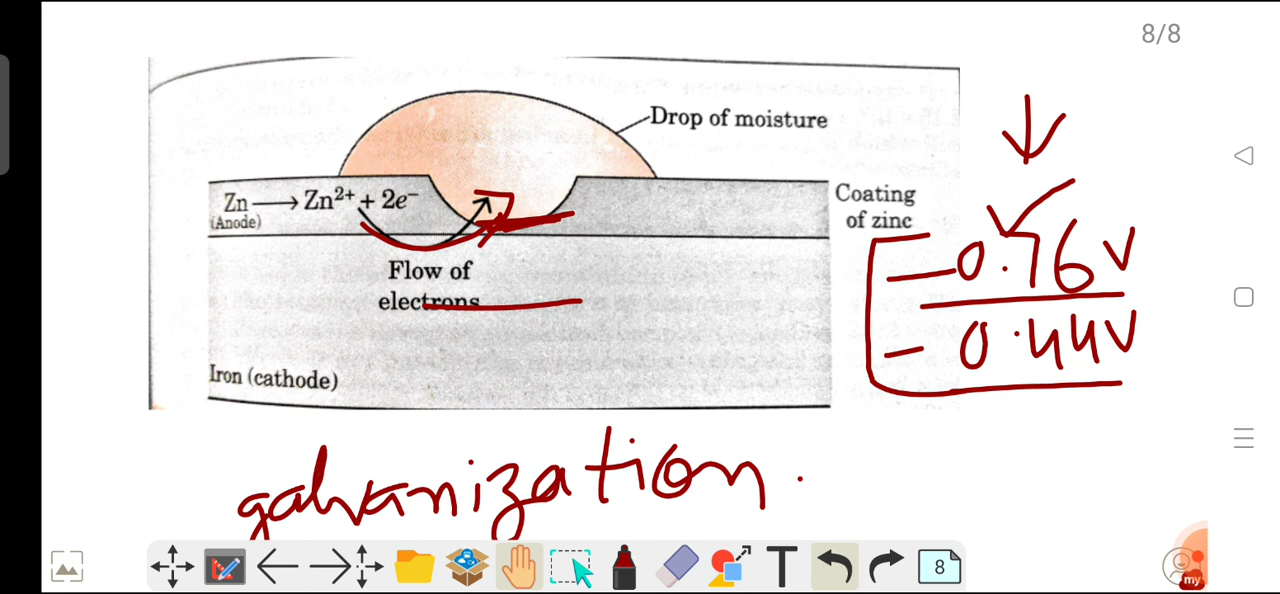 8/8
Drop of moisture
Zn ⟶ Zn²⁺ + 2e⁻
(Anode)
Coating
of zinc
Flow of
electrons
Iron (cathode)
-0.76V
-0.44V
galvanization.
8
my